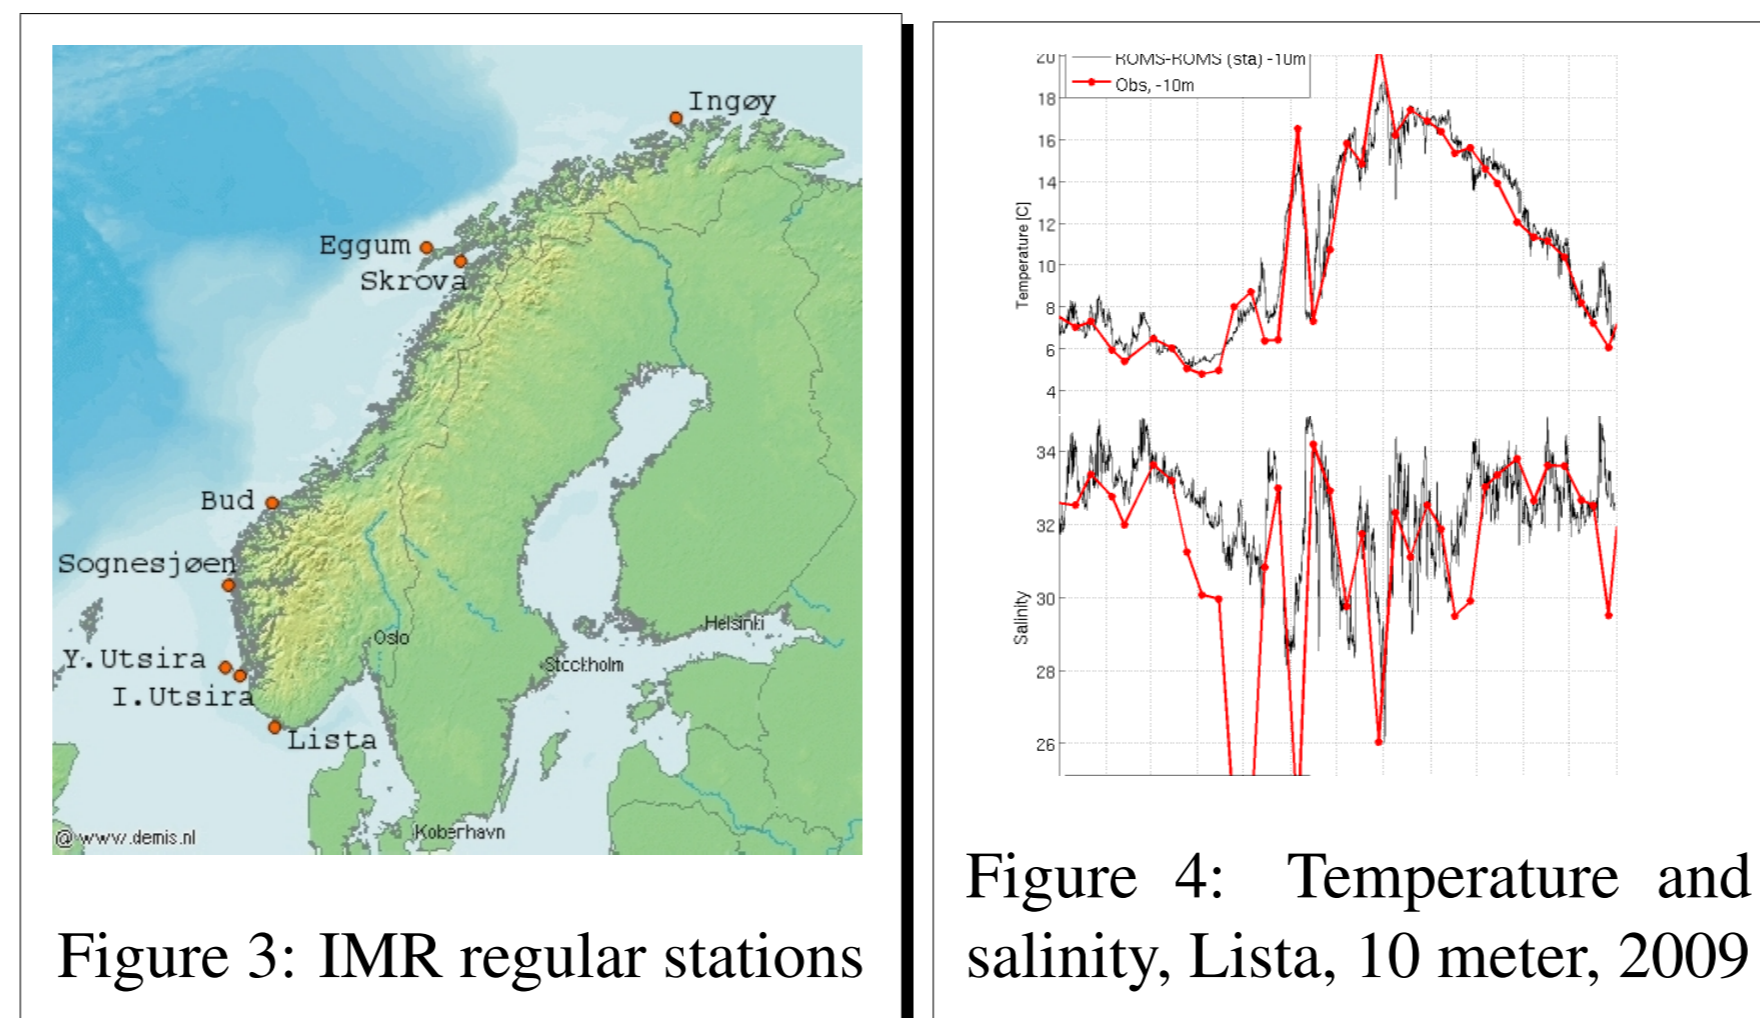 Ingøy
Eggum
Skrova
Bud
Sognesjøen
Y.Utsira
I.Utsira
Lista
Oslo
Helsinki
Stockholm
København
@ www.demis.nl
Figure 3: IMR regular stations
ROMS-ROMS (sta) -10m
Obs, -10m
20
18
16
14
12
10
8
6
4
Temperature [C]
34
32
30
28
26
Salinity
Figure 4: Temperature and
salinity, Lista, 10 meter, 2009